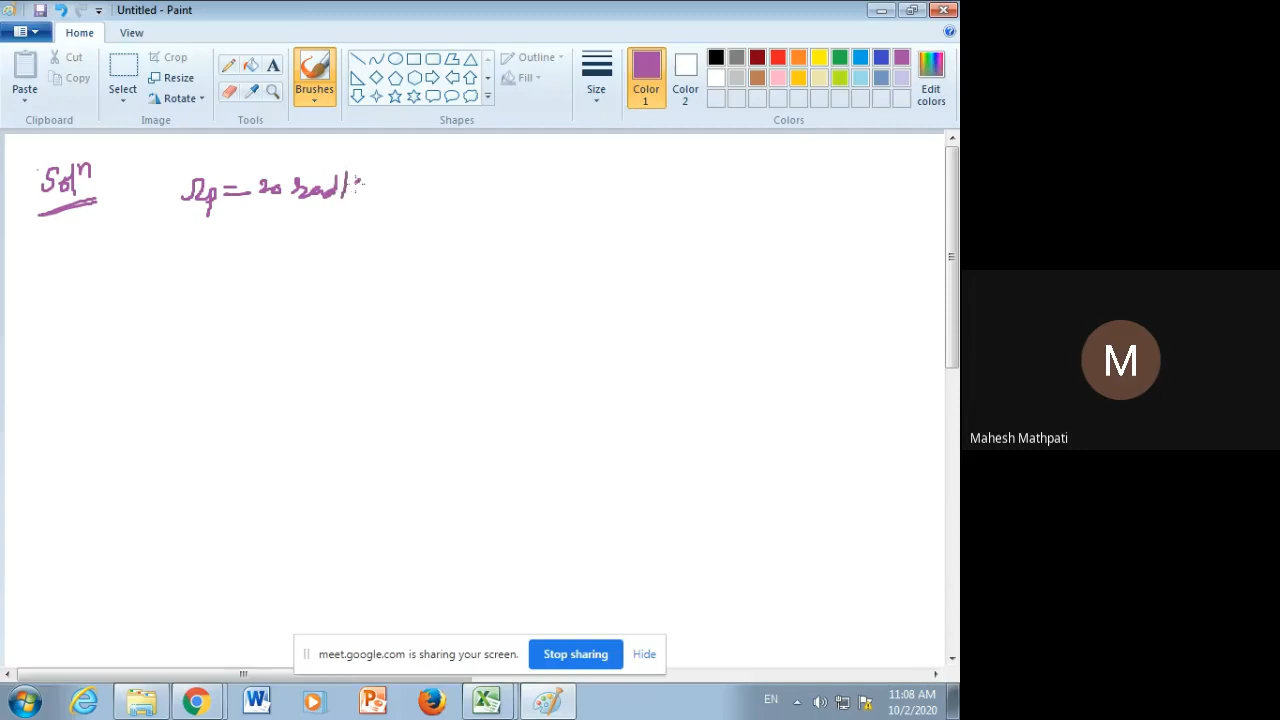 Untitled - Paint
Home
View
Cut
Copy
Paste
Clipboard
Crop
Resize
Rotate
Select
Image
A
Tools
Brushes
Outline
Fill
Shapes
Size
Color 1
Color 2
Edit colors
Colors
Solⁿ
Ωp = 20 rad/
M
Mahesh Mathpati
meet.google.com is sharing your screen.
Stop sharing
Hide
EN
11:08 AM
10/2/2020